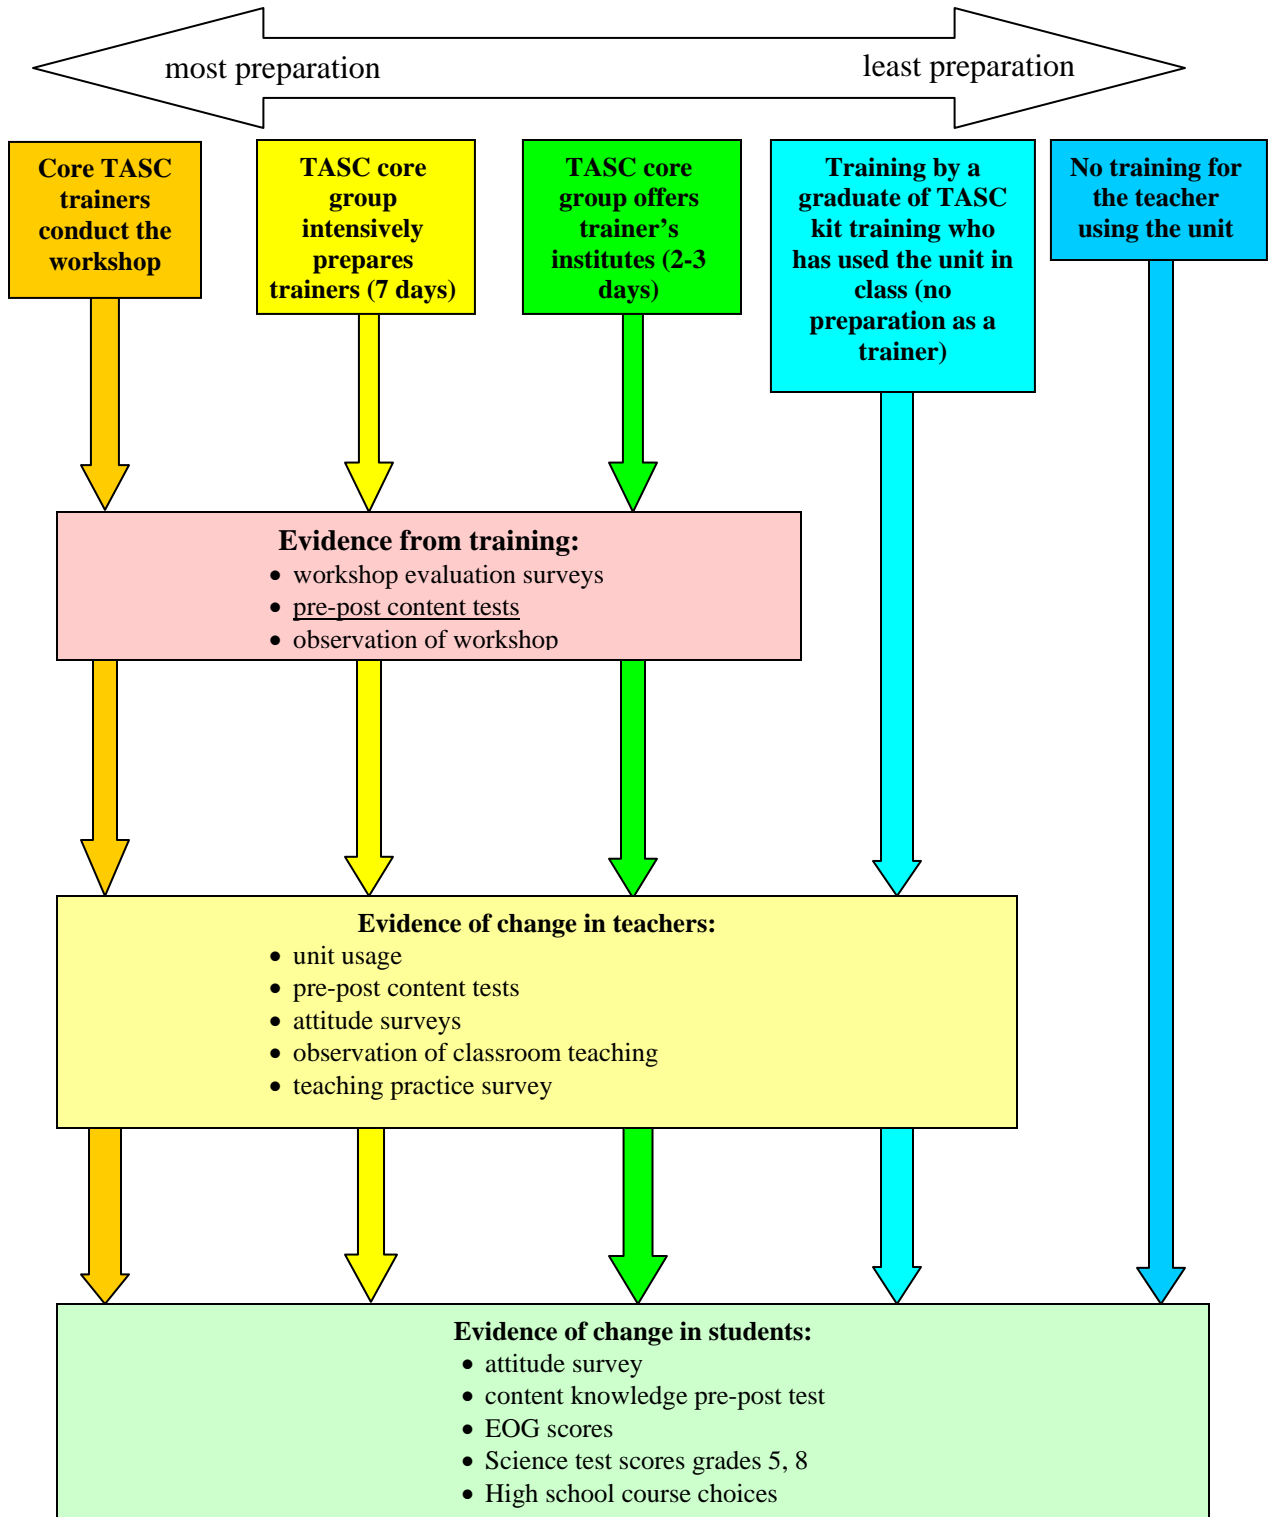 most preparation
least preparation
Core TASC
trainers
conduct the
workshop
TASC core
group
intensively
prepares
trainers (7 days)
TASC core
group offers
trainer’s
institutes (2-3
days)
Training by a
graduate of TASC
kit training who
has used the unit in
class (no
preparation as a
trainer)
No training for
the teacher
using the unit
Evidence from training:
• workshop evaluation surveys
• pre-post content tests
• observation of workshop
Evidence of change in teachers:
• unit usage
• pre-post content tests
• attitude surveys
• observation of classroom teaching
• teaching practice survey
Evidence of change in students:
• attitude survey
• content knowledge pre-post test
• EOG scores
• Science test scores grades 5, 8
• High school course choices